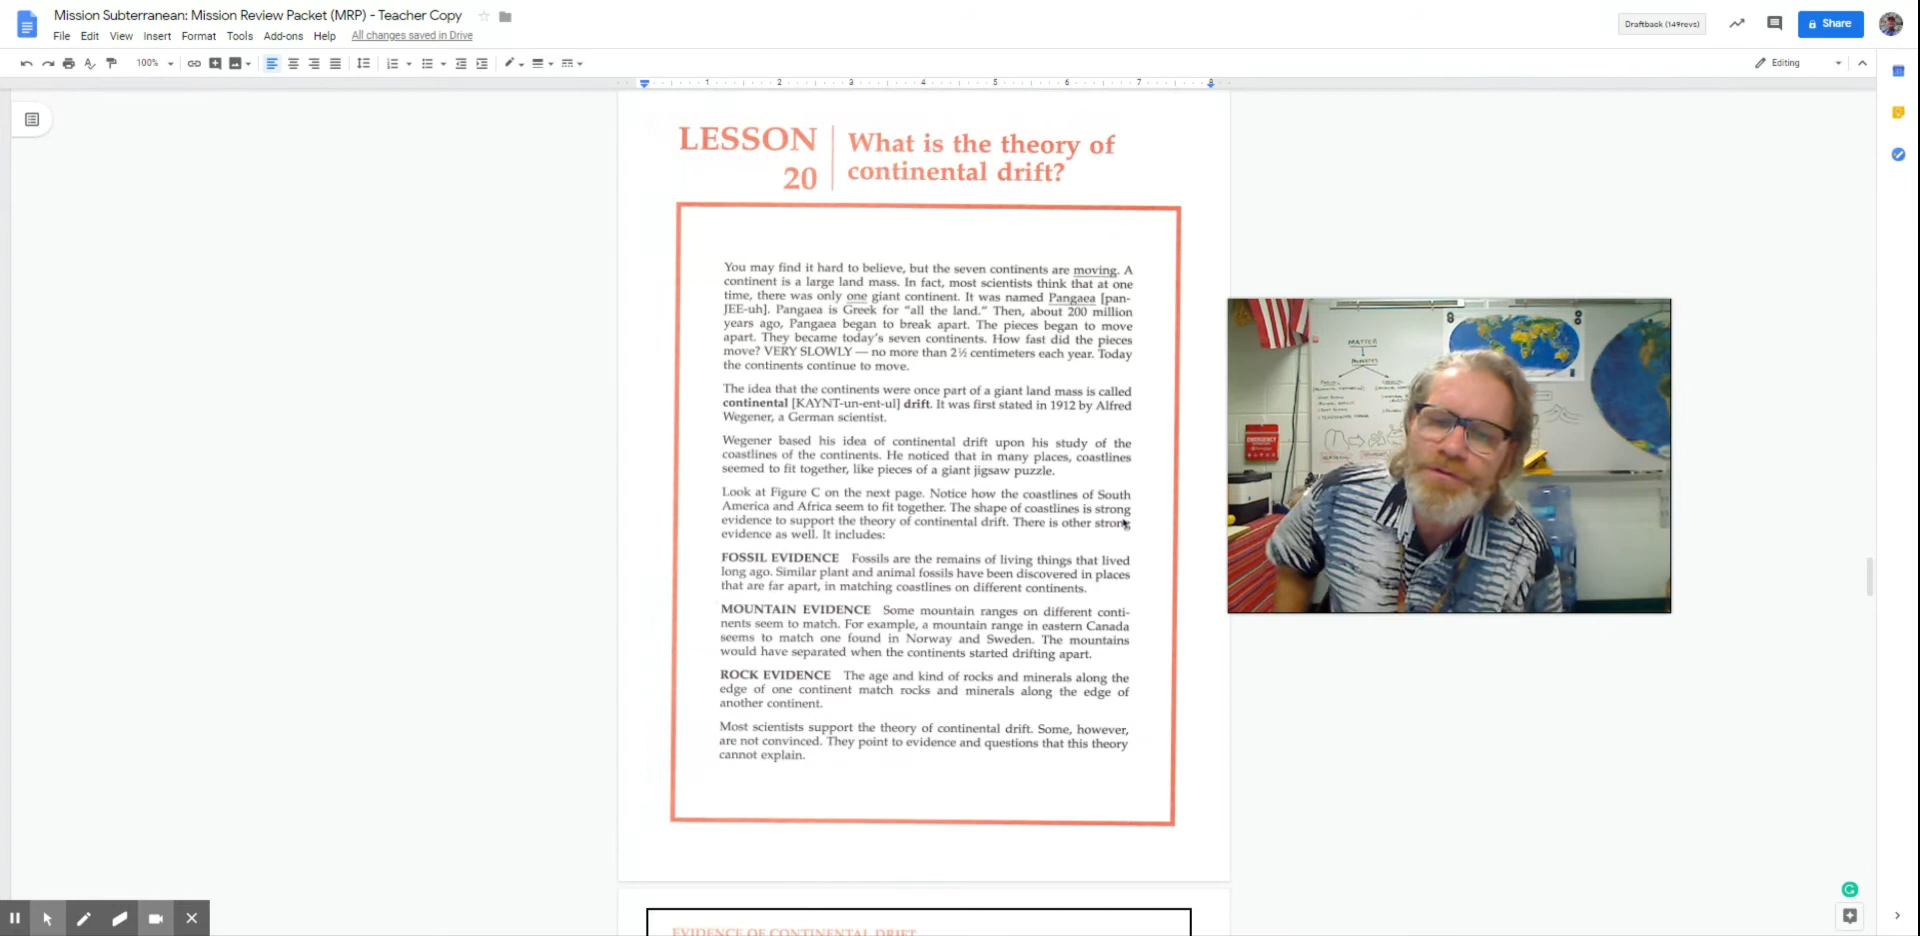 Mission Subterranean: Mission Review Packet (MRP) - Teacher Copy
File Edit View Insert Format Tools Add-ons Help All changes saved in Drive
Draftback (149revs)
Share
100%
Editing
1 2 3 4 5 6 7 8
LESSON
20
What is the theory of
continental drift?
You may find it hard to believe, but the seven continents are moving. A
continent is a large land mass. In fact, most scientists think that at one
time, there was only one giant continent. It was named Pangaea [pan-
JEE-uh]. Pangaea is Greek for "all the land." Then, about 200 million
years ago, Pangaea began to break apart. The pieces began to move
apart. They became today's seven continents. How fast did the pieces
move? VERY SLOWLY — no more than 2½ centimeters each year. Today
the continents continue to move.
The idea that the continents were once part of a giant land mass is called
continental [KAYNT-un-ent-ul] drift. It was first stated in 1912 by Alfred
Wegener, a German scientist.
Wegener based his idea of continental drift upon his study of the
coastlines of the continents. He noticed that in many places, coastlines
seemed to fit together, like pieces of a giant jigsaw puzzle.
Look at Figure C on the next page. Notice how the coastlines of South
America and Africa seem to fit together. The shape of coastlines is strong
evidence to support the theory of continental drift. There is other strong
evidence as well. It includes:
FOSSIL EVIDENCE Fossils are the remains of living things that lived
long ago. Similar plant and animal fossils have been discovered in places
that are far apart, in matching coastlines on different continents.
MOUNTAIN EVIDENCE Some mountain ranges on different conti-
nents seem to match. For example, a mountain range in eastern Canada
seems to match one found in Norway and Sweden. The mountains
would have separated when the continents started drifting apart.
ROCK EVIDENCE The age and kind of rocks and minerals along the
edge of one continent match rocks and minerals along the edge of
another continent.
Most scientists support the theory of continental drift. Some, however,
are not convinced. They point to evidence and questions that this theory
cannot explain.
EVIDENCE OF CONTINENTAL DRIFT
MATTER
EMERGENCY